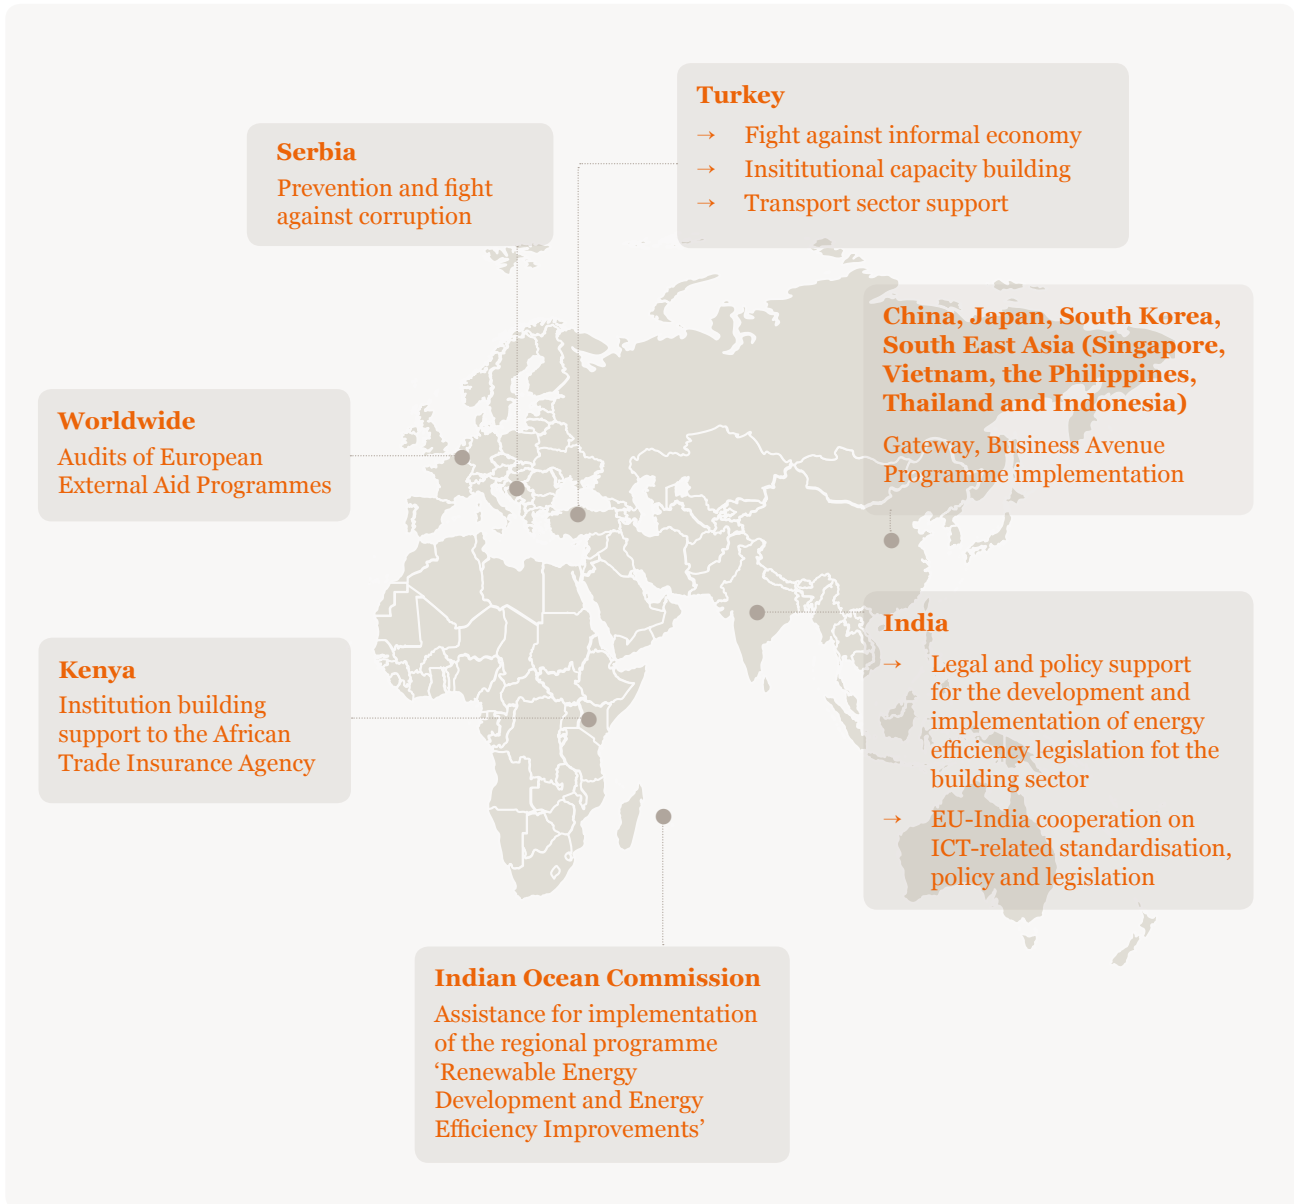 Turkey
→ Fight against informal economy
→ Insititutional capacity building
→ Transport sector support
Serbia
Prevention and fight
against corruption
China, Japan, South Korea,
South East Asia (Singapore,
Vietnam, the Philippines,
Thailand and Indonesia)
Gateway, Business Avenue
Programme implementation
Worldwide
Audits of European
External Aid Programmes
India
→ Legal and policy support
for the development and
implementation of energy
efficiency legislation fot the
building sector
→ EU-India cooperation on
ICT-related standardisation,
policy and legislation
Kenya
Institution building
support to the African
Trade Insurance Agency
Indian Ocean Commission
Assistance for implementation
of the regional programme
‘Renewable Energy
Development and Energy
Efficiency Improvements’